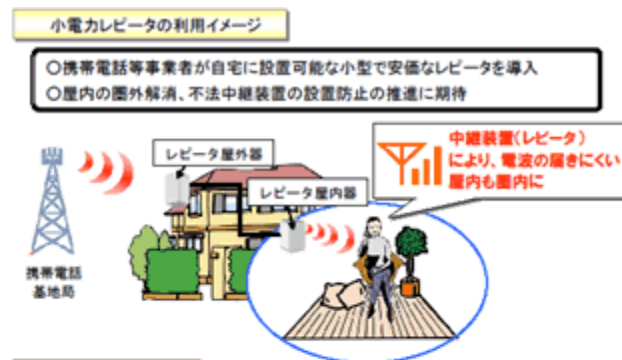 小電力レピータの利用イメージ
○携帯電話等事業者が自宅に設置可能な小型で安価なレピータを導入
○屋内の圏外解消、不法中継装置の設置防止の推進に期待
レピータ屋外器
中継装置(レピータ)
により、電波の届きにくい
屋内も圏内に
レピータ屋内器
携帯電話
基地局